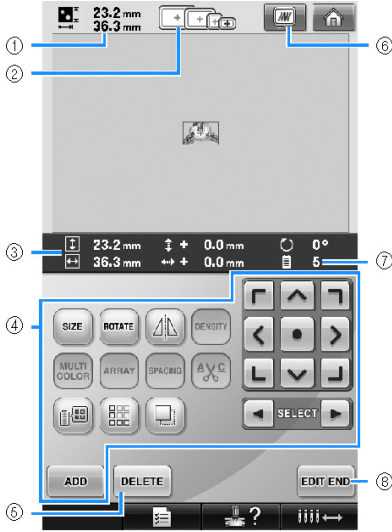 ① 23.2 mm
36.3 mm
②
⑥
③ 23.2 mm + 0.0 mm 0°
36.3 mm + 0.0 mm 5 ⑦
④ SIZE ROTATE DENSITY
MULTI COLOR ARRAY SPACING A C
SELECT
ADD DELETE EDIT END ⑧
⑤ ?